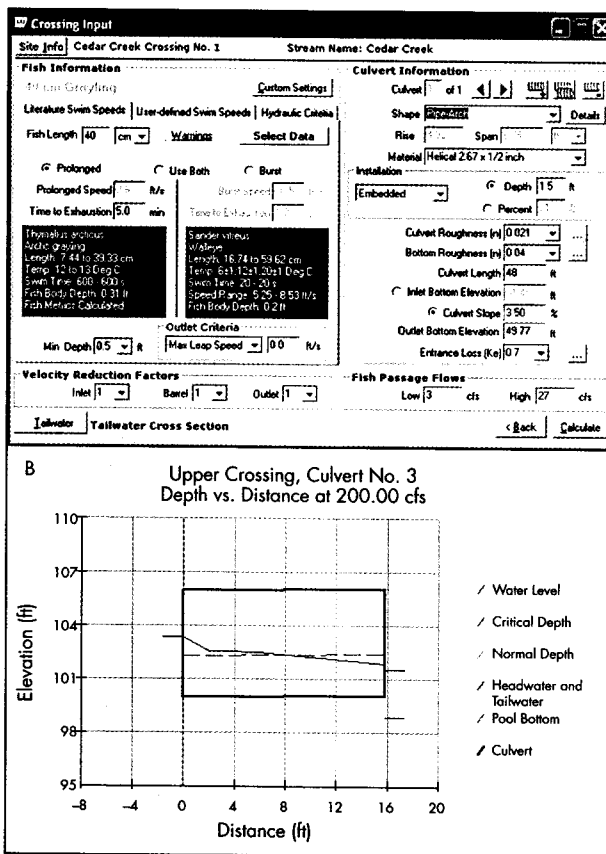 Crossing Input
Site Info Cedar Creek Crossing No. 1 Stream Name: Cedar Creek
Fish Information
Grayling Custom Settings
Literature Swim Speeds User-defined Swim Speeds Hydraulic Criteria
Fish Length 40 cm Warnings Select Data
Prolonged Use Both Burst
Prolonged Speed ft/s
Time to Exhaustion 5.0 min
Thymallus arcticus
Arctic grayling
Length: 7.44 to 39.33 cm
Temp: 12 to 13 Deg C
Swim Time: 600 - 600 s
Fish Body Depth: 0.31 ft
Fish Metrics Calculated
Sander vitreus
walleye
Length: 16.74 to 59.62 cm
Temp: 6±1;12±1;20±1 Deg C
Swim Time: 20 - 20 s
Speed Range: 5.25 - 8.53 ft/s
Fish Body Depth: 0.2 ft
Min Depth 0.5 ft
Outlet Criteria
Max Leap Speed 0.0 ft/s
Culvert Information
Culvert of 1
Shape Pipe-Arch Details
Rise Span
Material Helical 2.67 x 1/2 inch
Installation
Embedded Depth 1.5 ft
Percent
Culvert Roughness (n) 0.021 ...
Bottom Roughness (n) 0.04 ...
Culvert Length 48 ft
Inlet Bottom Elevation ft
Culvert Slope 3.50 %
Outlet Bottom Elevation 49.77 ft
Entrance Loss (Ke) 0.7 ...
Velocity Reduction Factors
Inlet 1 Barrel 1 Outlet 1
Fish Passage Flows
Low 3 cfs High 27 cfs
Tailwater Tailwater Cross Section < Back Calculate
B
Upper Crossing, Culvert No. 3
Depth vs. Distance at 200.00 cfs
Elevation (ft)
110
107
104
101
98
95
-8 -4 0 4 8 12 16 20
Distance (ft)
Water Level
Critical Depth
Normal Depth
Headwater and
Tailwater
Pool Bottom
Culvert